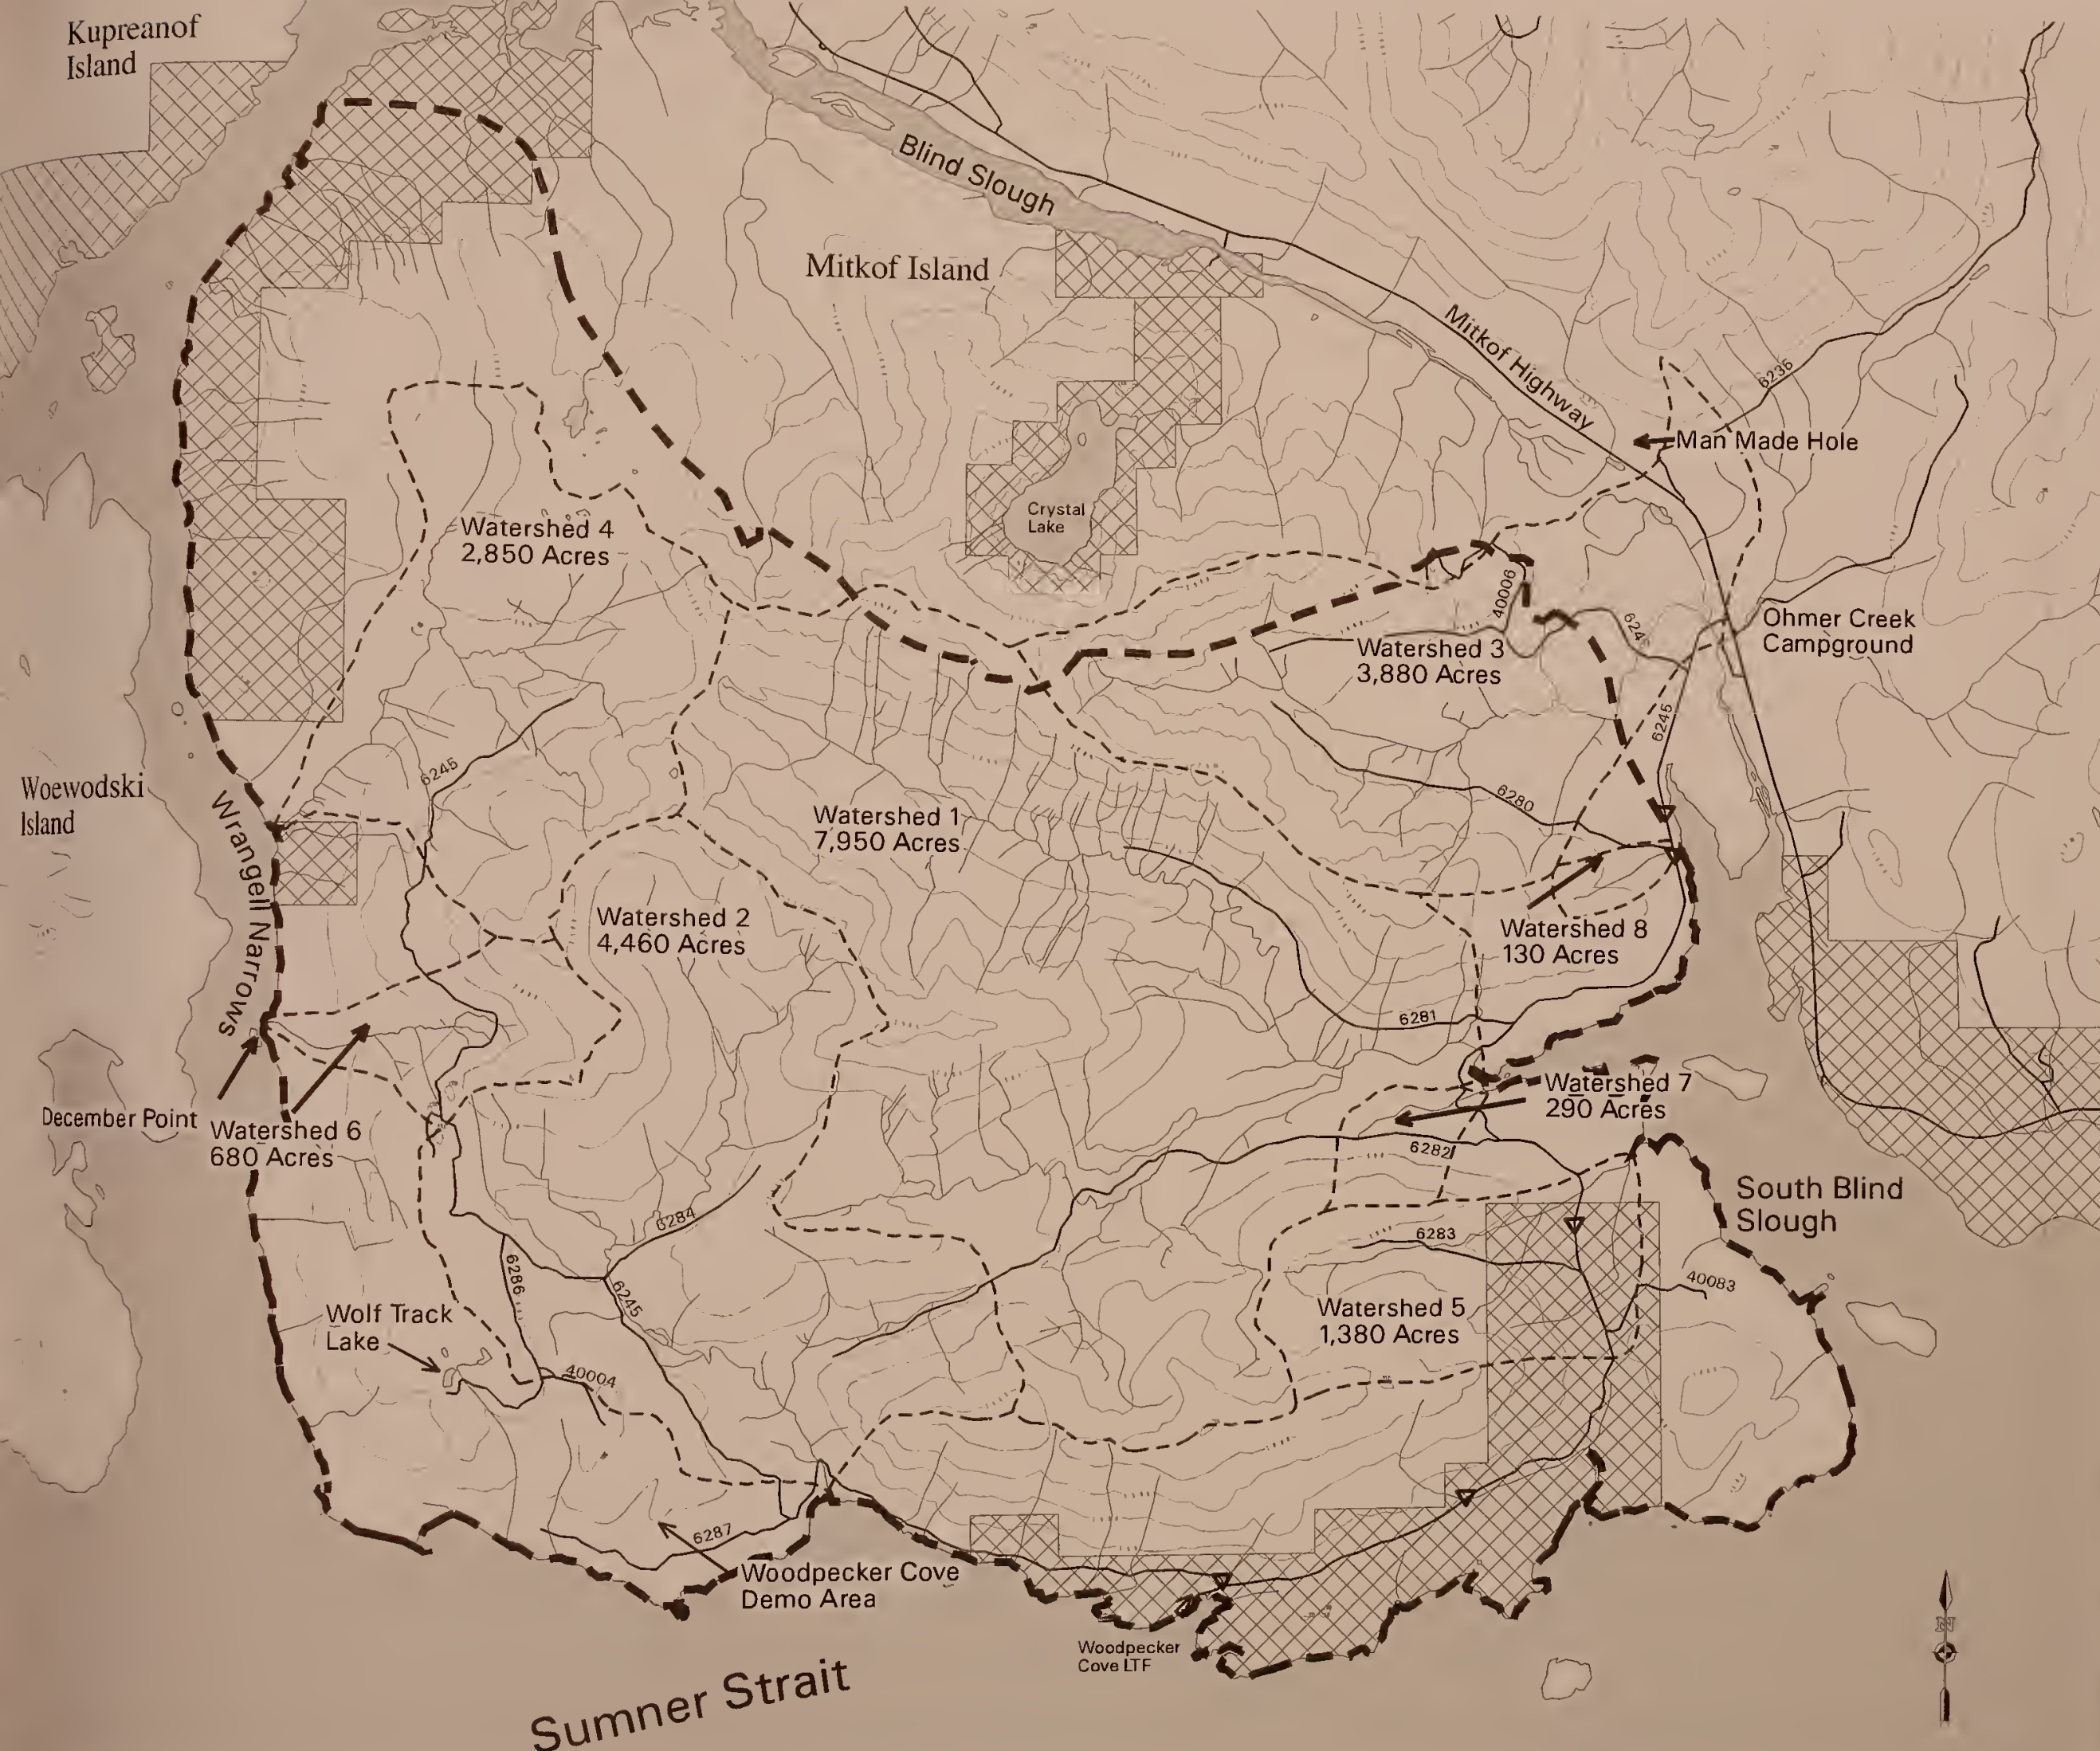 Kupreanof
Island
Blind Slough
Mitkof Island
Mitkof Highway
6236
Man Made Hole
Crystal
Lake
Watershed 4
2,850 Acres
40006
Ohmer Creek
Campground
624
Watershed 3
3,880 Acres
6245
6245
Woewodski
Island
Wrangell Narrows
6280
Watershed 1
7,950 Acres
Watershed 2
4,460 Acres
Watershed 8
130 Acres
6281
Watershed 7
290 Acres
December Point
Watershed 6
680 Acres
6282
South Blind
Slough
6284
6283
6286
6245
40083
Wolf Track
Lake
Watershed 5
1,380 Acres
40004
6287
Woodpecker Cove
Demo Area
Woodpecker
Cove LTF
N
Sumner Strait